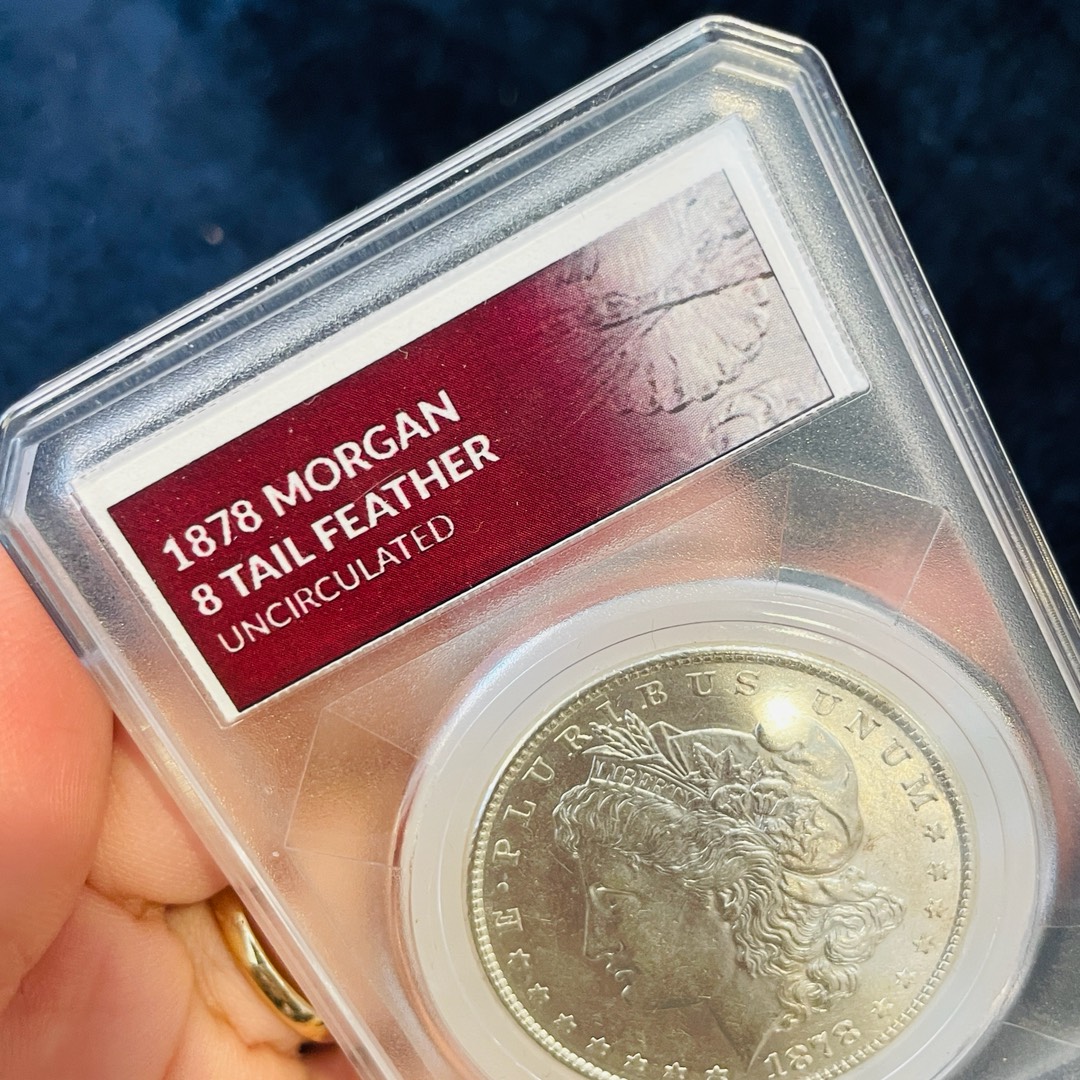 1878 MORGAN
8 TAIL FEATHER
UNCIRCULATED
E · PLURIBUS UNUM
LIBERTY
1878